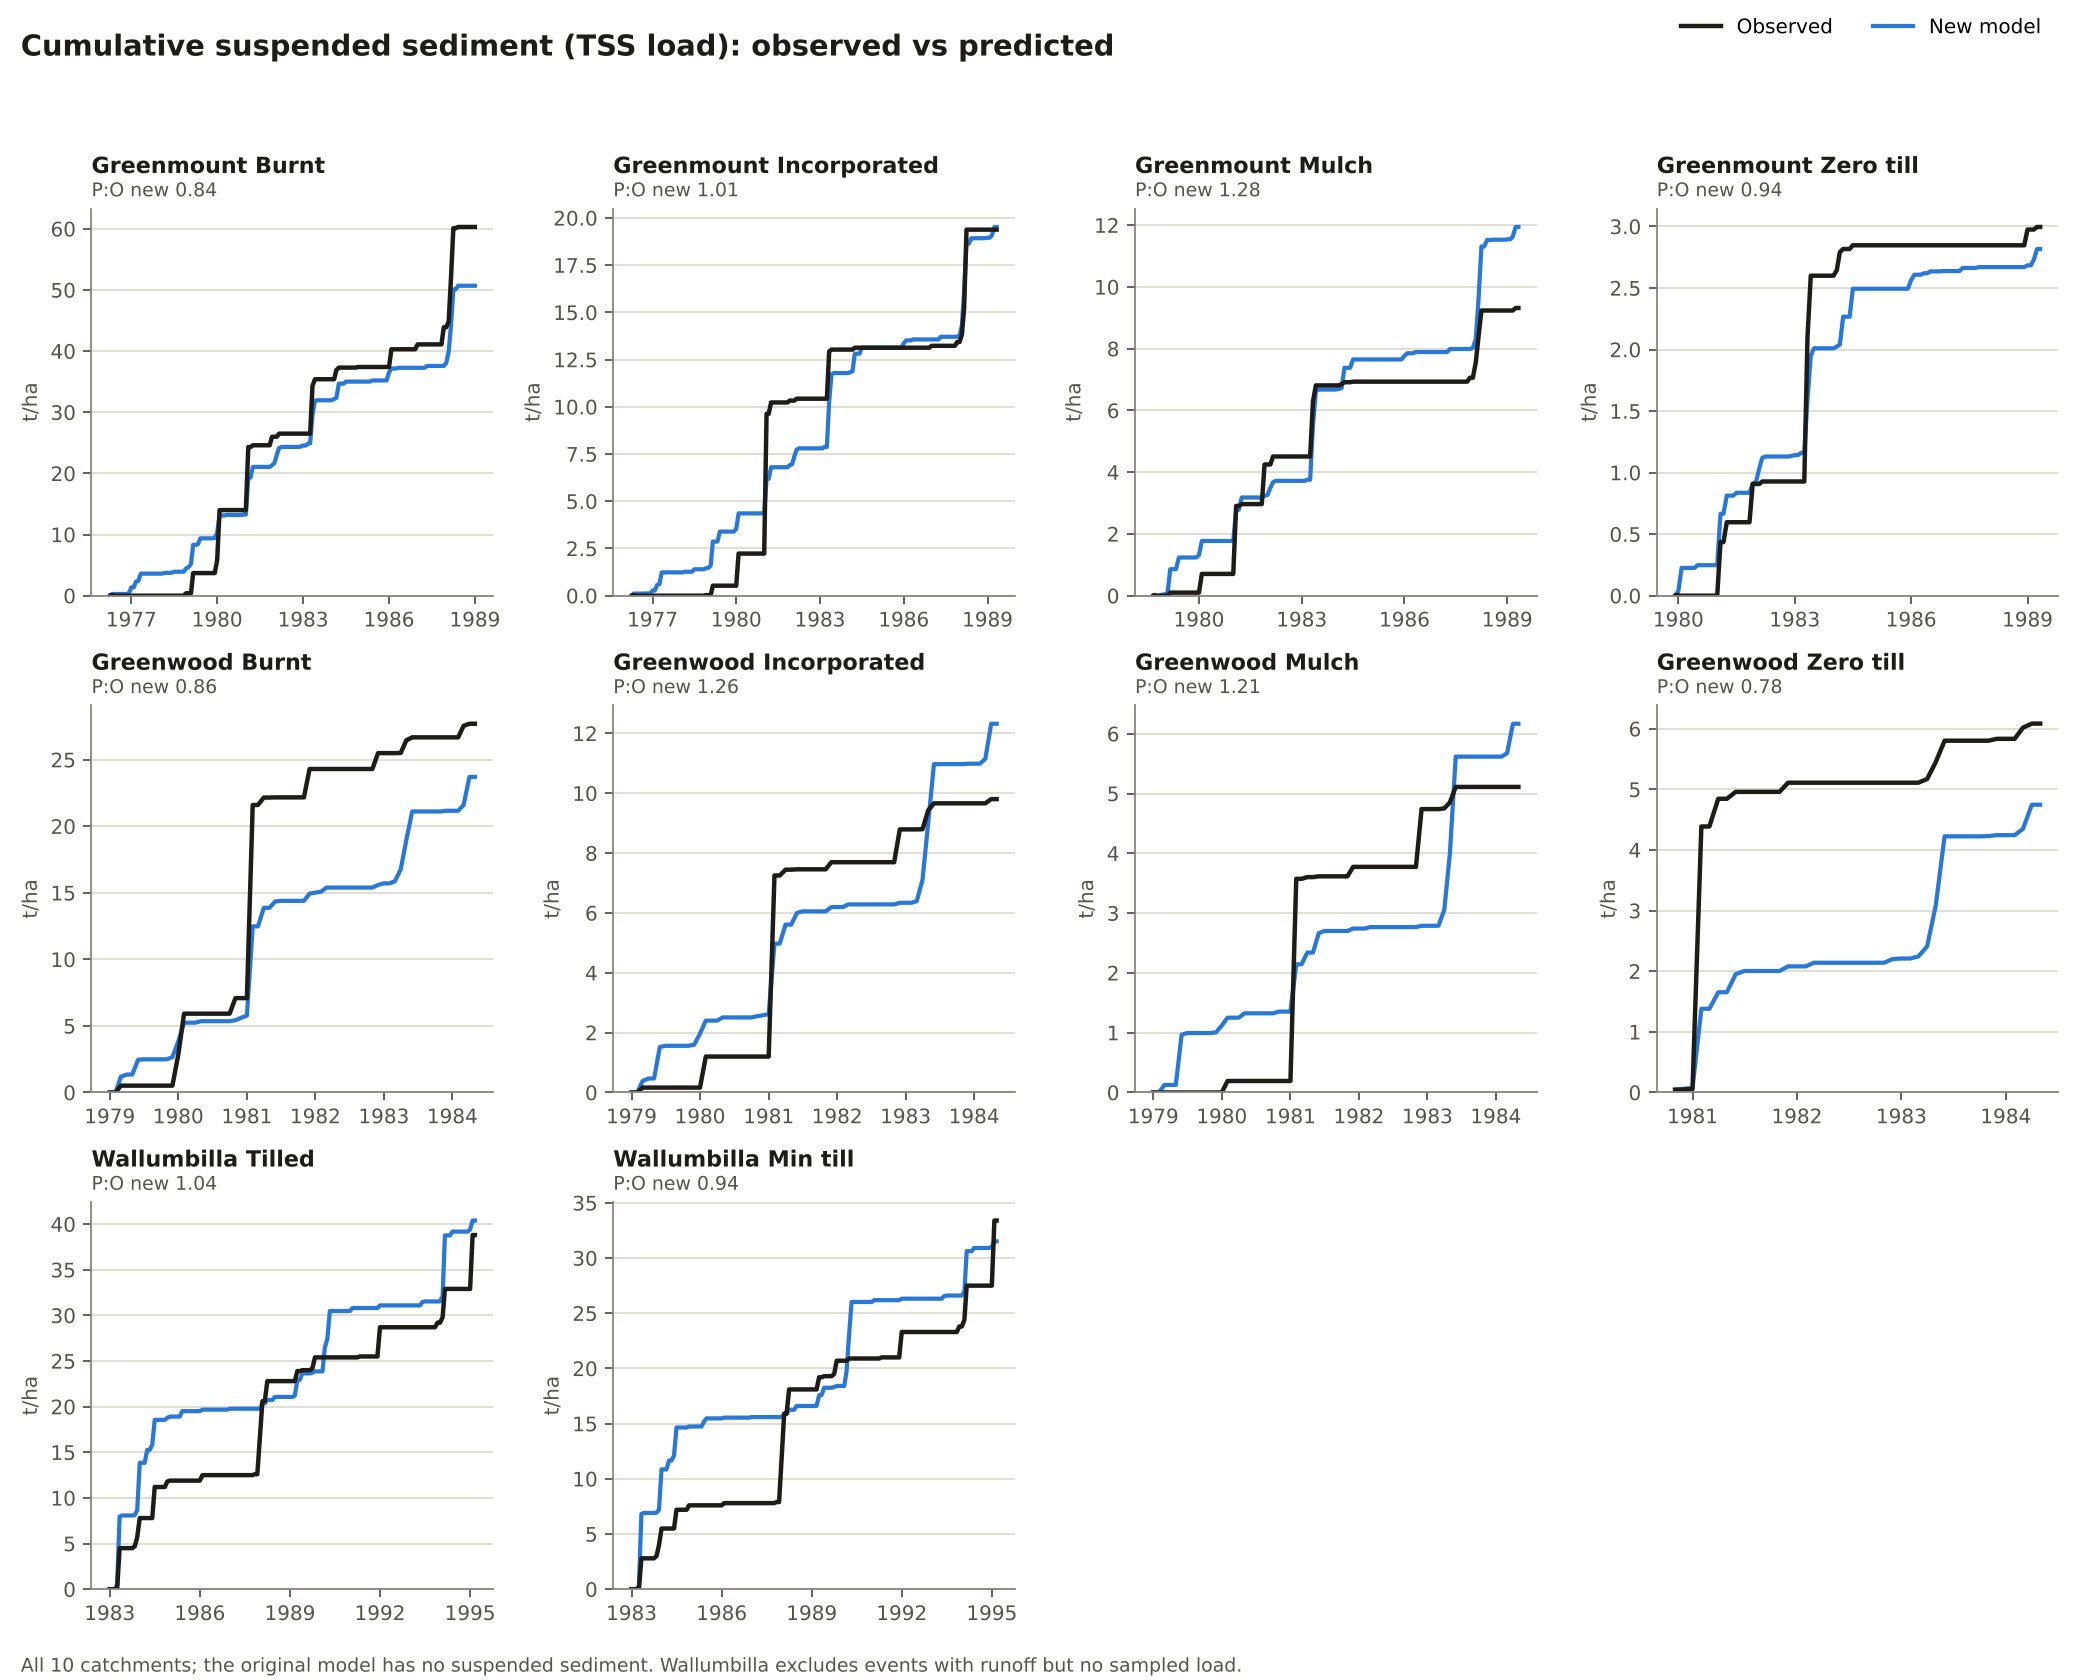 Cumulative suspended sediment (TSS load): observed vs predicted
Observed
New model
Greenmount Burnt
P:O new 0.84
t/ha
60
50
40
30
20
10
0
1977 1980 1983 1986 1989
Greenmount Incorporated
P:O new 1.01
t/ha
20.0
17.5
15.0
12.5
10.0
7.5
5.0
2.5
0.0
1977 1980 1983 1986 1989
Greenmount Mulch
P:O new 1.28
t/ha
12
10
8
6
4
2
0
1980 1983 1986 1989
Greenmount Zero till
P:O new 0.94
t/ha
3.0
2.5
2.0
1.5
1.0
0.5
0.0
1980 1983 1986 1989
Greenwood Burnt
P:O new 0.86
t/ha
25
20
15
10
5
0
1979 1980 1981 1982 1983 1984
Greenwood Incorporated
P:O new 1.26
t/ha
12
10
8
6
4
2
0
1979 1980 1981 1982 1983 1984
Greenwood Mulch
P:O new 1.21
t/ha
6
5
4
3
2
1
0
1979 1980 1981 1982 1983 1984
Greenwood Zero till
P:O new 0.78
t/ha
6
5
4
3
2
1
0
1981 1982 1983 1984
Wallumbilla Tilled
P:O new 1.04
t/ha
40
35
30
25
20
15
10
5
0
1983 1986 1989 1992 1995
Wallumbilla Min till
P:O new 0.94
t/ha
35
30
25
20
15
10
5
0
1983 1986 1989 1992 1995
All 10 catchments; the original model has no suspended sediment. Wallumbilla excludes events with runoff but no sampled load.